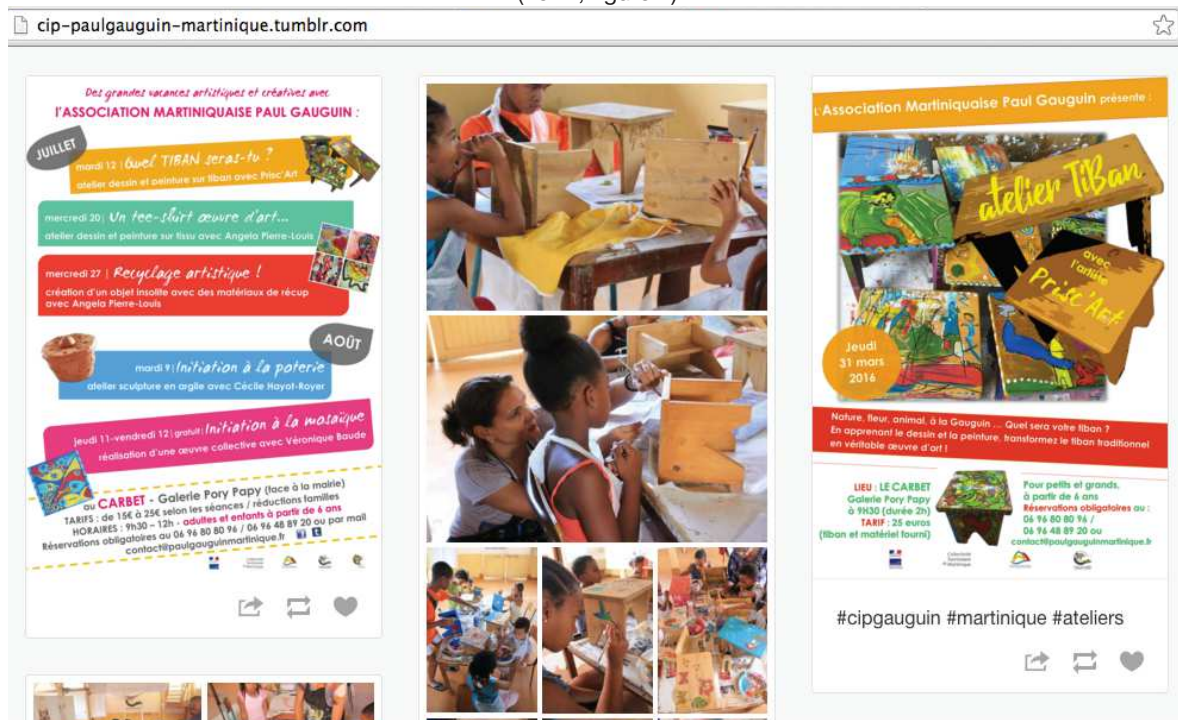 cip-paulgauguin-martinique.tumblr.com
Des grandes vacances artistiques et créatives avec
l'ASSOCIATION MARTINIQUAISE PAUL GAUGUIN :
JUILLET
mardi 12 | Quel TIBAN seras-tu ?
atelier dessin et peinture sur tiban avec Prisc'Art
mercredi 20 | Un tee-shirt œuvre d'art...
atelier dessin et peinture sur tissu avec Angela Pierre-Louis
mercredi 27 | Recyclage artistique !
création d'un objet insolite avec des matériaux de récup
avec Angela Pierre-Louis
AOÛT
mardi 9 | Initiation à la poterie
atelier sculpture en argile avec Cécile Hayot-Royer
jeudi 11-vendredi 12 | gratuit : Initiation à la mosaïque
réalisation d'une œuvre collective avec Véronique Baude
au CARBET - Galerie Pory Papy (face à la mairie)
TARIFS : de 15€ à 25€ selon les séances / réductions familles
HORAIRES : 9h30 – 12h - adultes et enfants à partir de 6 ans
Réservations obligatoires au 06 96 80 80 96 / 06 96 48 89 20 ou par mail
contact@paulgauguinmartinique.fr
L'Association Martiniquaise Paul Gauguin présente :
atelier TiBan
avec
l'artiste
Prisc'Art
Jeudi
31 mars
2016
Nature, fleur, animal, à la Gauguin ... Quel sera votre tiban ?
En apprenant le dessin et la peinture, transformez le tiban traditionnel
en véritable œuvre d'art !
LIEU : LE CARBET
Galerie Pory Papy
à 9H30 (durée 2h)
TARIF : 25 euros
(tiban et matériel fourni)
Pour petits et grands,
à partir de 6 ans
Réservations obligatoires au :
06 96 80 80 96 /
06 96 48 89 20 ou
contact@paulgauguinmartinique.fr
#cipgauguin #martinique #ateliers